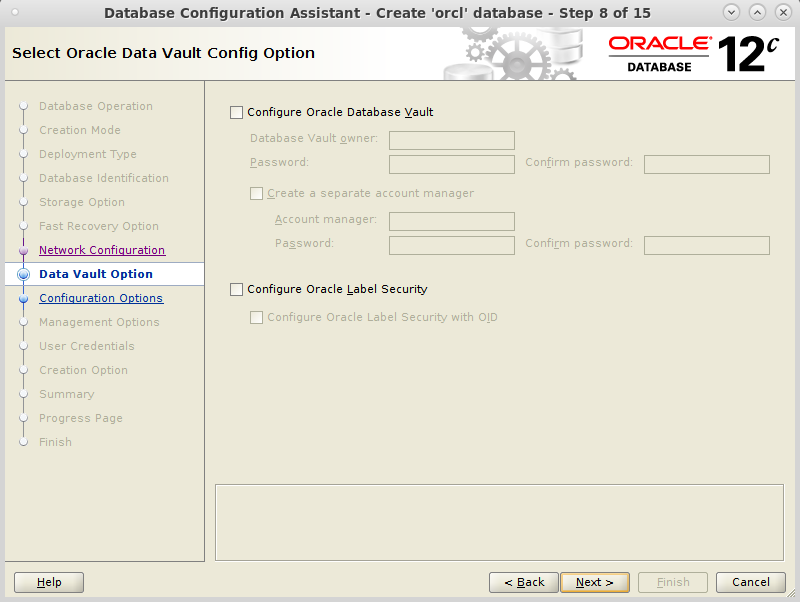 Database Configuration Assistant - Create 'orcl' database - Step 8 of 15
Select Oracle Data Vault Config Option
ORACLE®
DATABASE
12c
Database Operation
Creation Mode
Deployment Type
Database Identification
Storage Option
Fast Recovery Option
Network Configuration
Data Vault Option
Configuration Options
Management Options
User Credentials
Creation Option
Summary
Progress Page
Finish
Configure Oracle Database Vault
Database Vault owner:
Password: Confirm password:
Create a separate account manager
Account manager:
Password: Confirm password:
Configure Oracle Label Security
Configure Oracle Label Security with OID
Help < Back Next > Finish Cancel